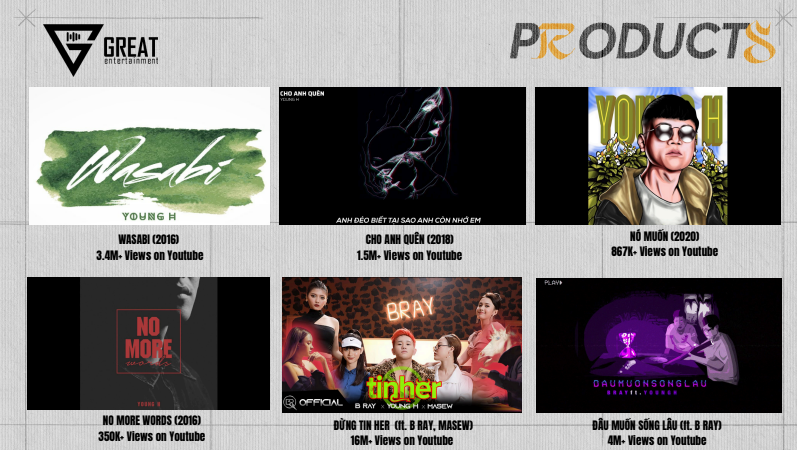 GREAT
entertainment
PRODUCTS
Wasabi
YOUNG H
WASABI (2016)
3.4M+ Views on Youtube
CHO ANH QUÊN
YOUNG H
ANH ĐÉO BIẾT TẠI SAO ANH CÒN NHỚ EM
CHO ANH QUÊN (2018)
1.5M+ Views on Youtube
YOUNG H
NÓ MUỐN (2020)
867K+ Views on Youtube
NO
MORE
words
YOUNG H
NO MORE WORDS (2016)
350K+ Views on Youtube
BRAY
tinher
OFFICIAL
B RAY x YOUNG H x MASEW
ĐỪNG TIN HER (ft. B RAY, MASEW)
16M+ Views on Youtube
PLAY
DAUMUONSONGLAU
BRAY ft. YOUNGH
ĐÂU MUỐN SỐNG LÂU (ft. B RAY)
4M+ Views on Youtube